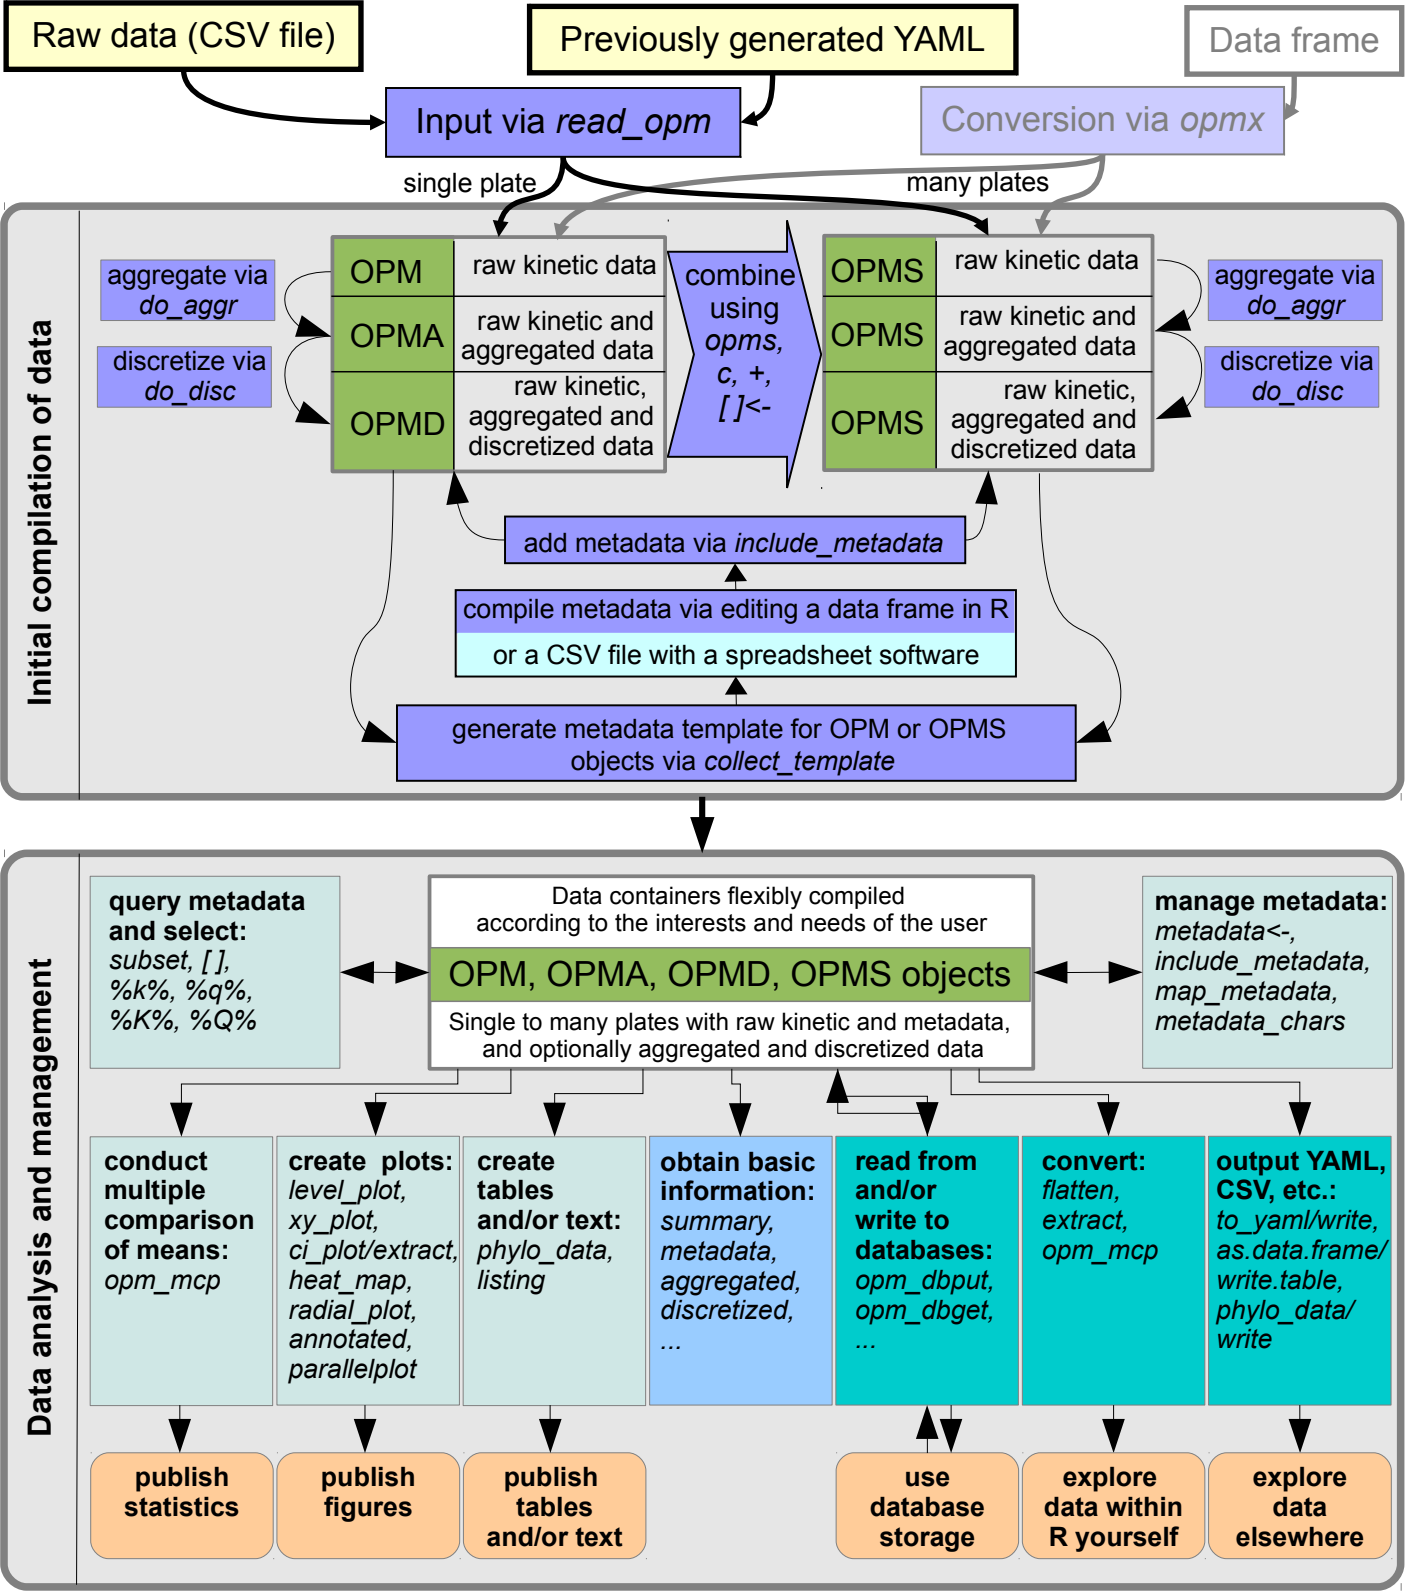 Raw data (CSV file)
Previously generated YAML
Data frame
Input via read_opm
Conversion via opmx
single plate
many plates
Initial compilation of data
aggregate via
do_aggr
discretize via
do_disc
OPM
raw kinetic data
OPMA
raw kinetic and
aggregated data
OPMD
raw kinetic,
aggregated and
discretized data
combine
using
opms,
c, +,
[ ]<-
OPMS
raw kinetic data
OPMS
raw kinetic and
aggregated data
OPMS
raw kinetic,
aggregated and
discretized data
aggregate via
do_aggr
discretize via
do_disc
add metadata via include_metadata
compile metadata via editing a data frame in R
or a CSV file with a spreadsheet software
generate metadata template for OPM or OPMS
objects via collect_template
Data analysis and management
query metadata
and select:
subset, [ ],
%k%, %q%,
%K%, %Q%
Data containers flexibly compiled
according to the interests and needs of the user
OPM, OPMA, OPMD, OPMS objects
Single to many plates with raw kinetic and metadata,
and optionally aggregated and discretized data
manage metadata:
metadata<-,
include_metadata,
map_metadata,
metadata_chars
conduct
multiple
comparison
of means:
opm_mcp
create plots:
level_plot,
xy_plot,
ci_plot/extract,
heat_map,
radial_plot,
annotated,
parallelplot
create
tables
and/or text:
phylo_data,
listing
obtain basic
information:
summary,
metadata,
aggregated,
discretized,
...
read from
and/or
write to
databases:
opm_dbput,
opm_dbget,
...
convert:
flatten,
extract,
opm_mcp
output YAML,
CSV, etc.:
to_yaml/write,
as.data.frame/
write.table,
phylo_data/
write
publish
statistics
publish
figures
publish
tables
and/or text
use
database
storage
explore
data within
R yourself
explore
data
elsewhere